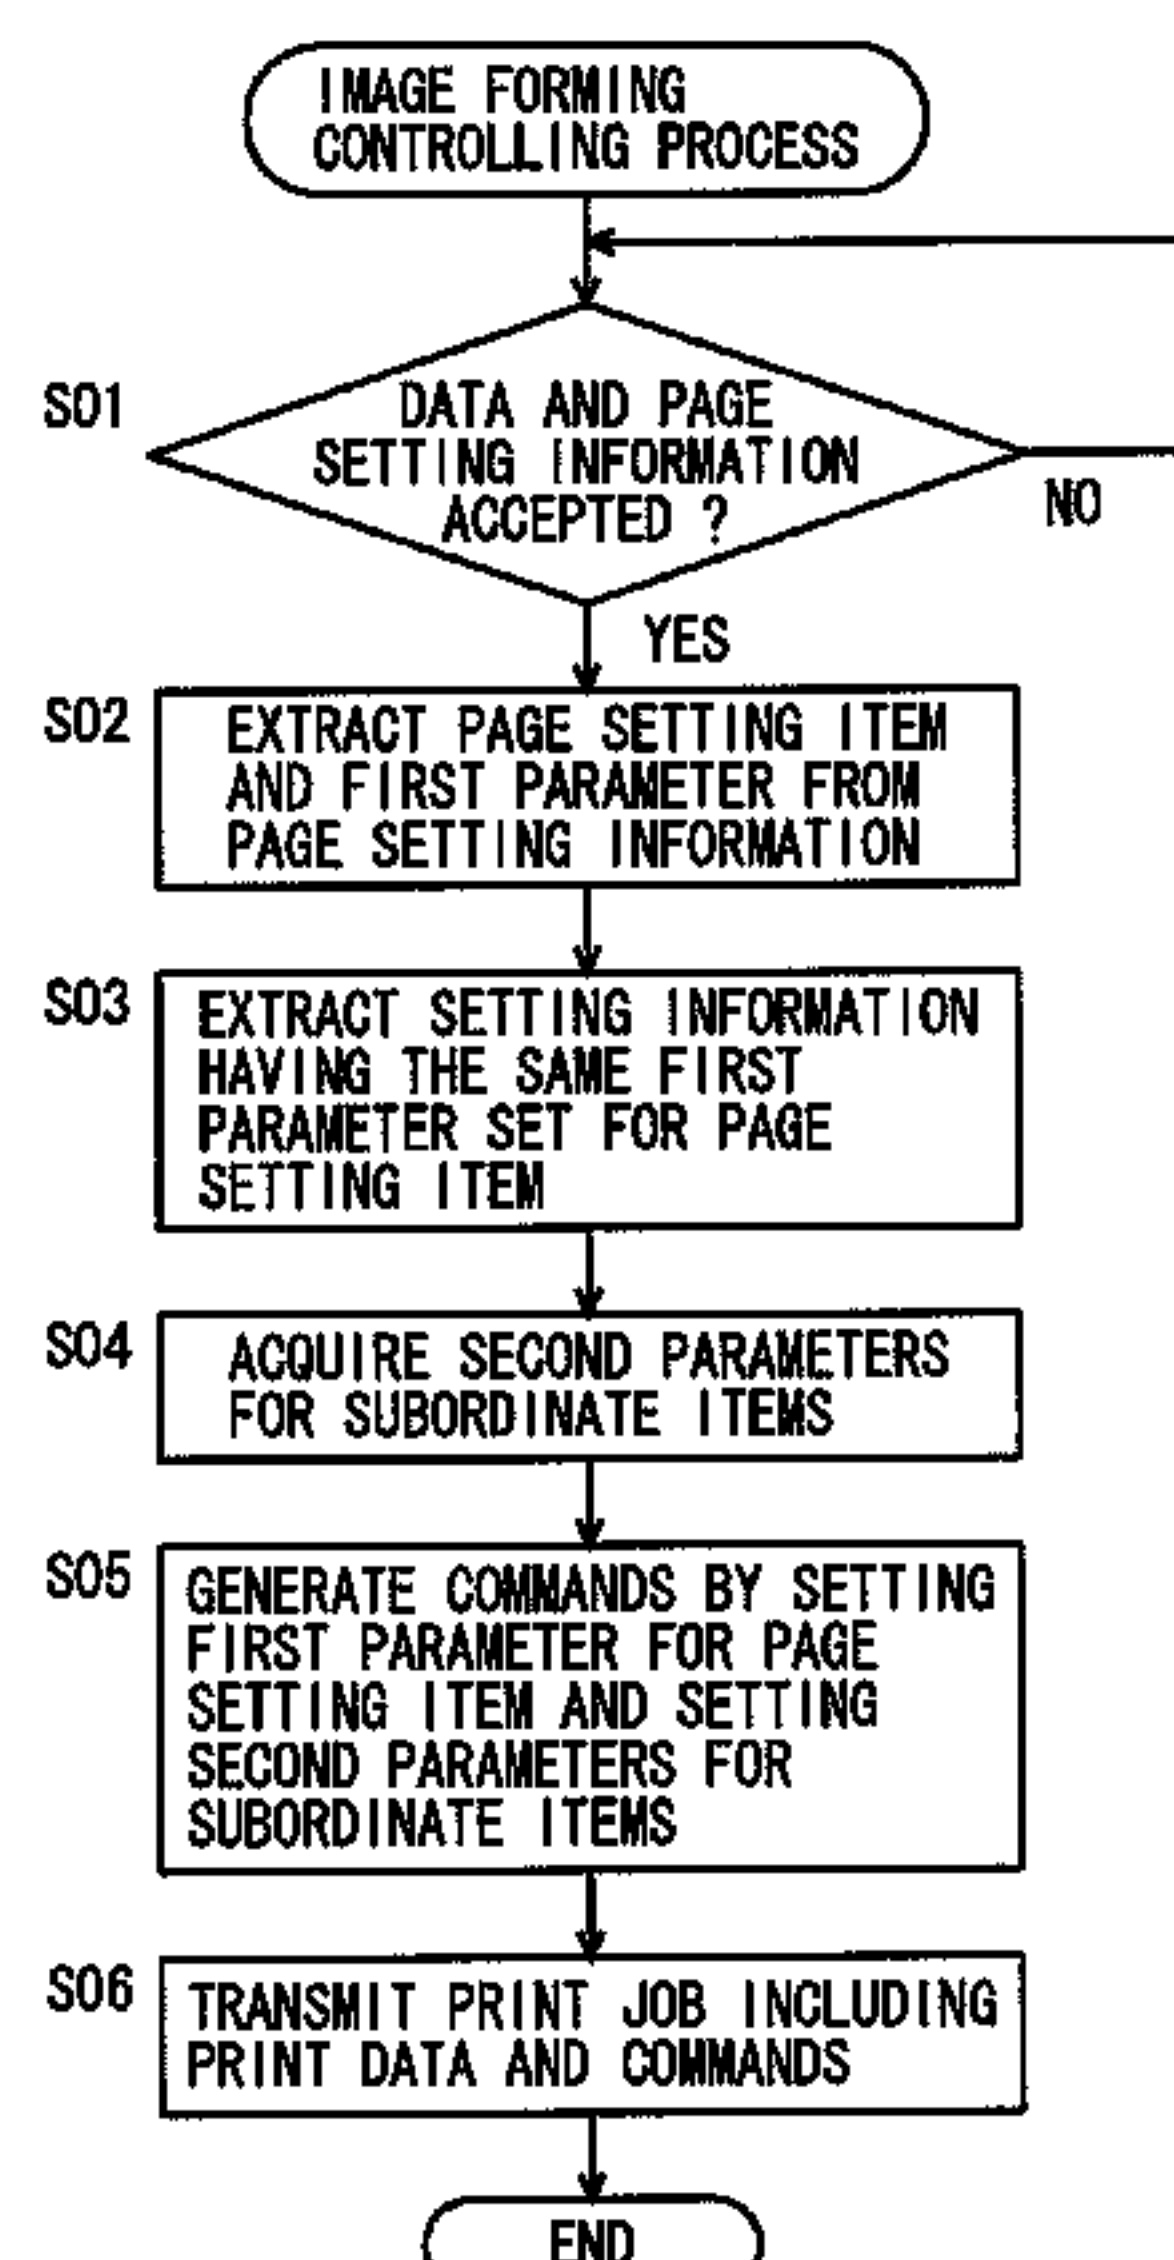 IMAGE FORMING
CONTROLLING PROCESS
S01
DATA AND PAGE
SETTING INFORMATION
ACCEPTED ?
NO
YES
S02
EXTRACT PAGE SETTING ITEM
AND FIRST PARAMETER FROM
PAGE SETTING INFORMATION
S03
EXTRACT SETTING INFORMATION
HAVING THE SAME FIRST
PARAMETER SET FOR PAGE
SETTING ITEM
S04
ACQUIRE SECOND PARAMETERS
FOR SUBORDINATE ITEMS
S05
GENERATE COMMANDS BY SETTING
FIRST PARAMETER FOR PAGE
SETTING ITEM AND SETTING
SECOND PARAMETERS FOR
SUBORDINATE ITEMS
S06
TRANSMIT PRINT JOB INCLUDING
PRINT DATA AND COMMANDS
END